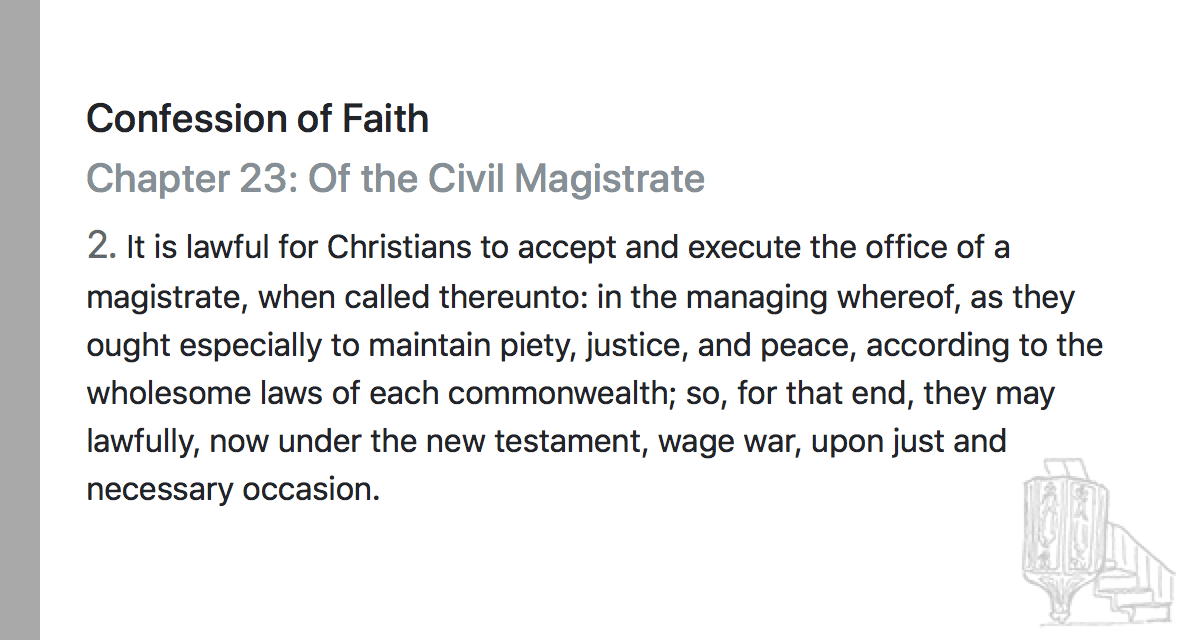 Confession of Faith
Chapter 23: Of the Civil Magistrate
2. It is lawful for Christians to accept and execute the office of a
magistrate, when called thereunto: in the managing whereof, as they
ought especially to maintain piety, justice, and peace, according to the
wholesome laws of each commonwealth; so, for that end, they may
lawfully, now under the new testament, wage war, upon just and
necessary occasion.